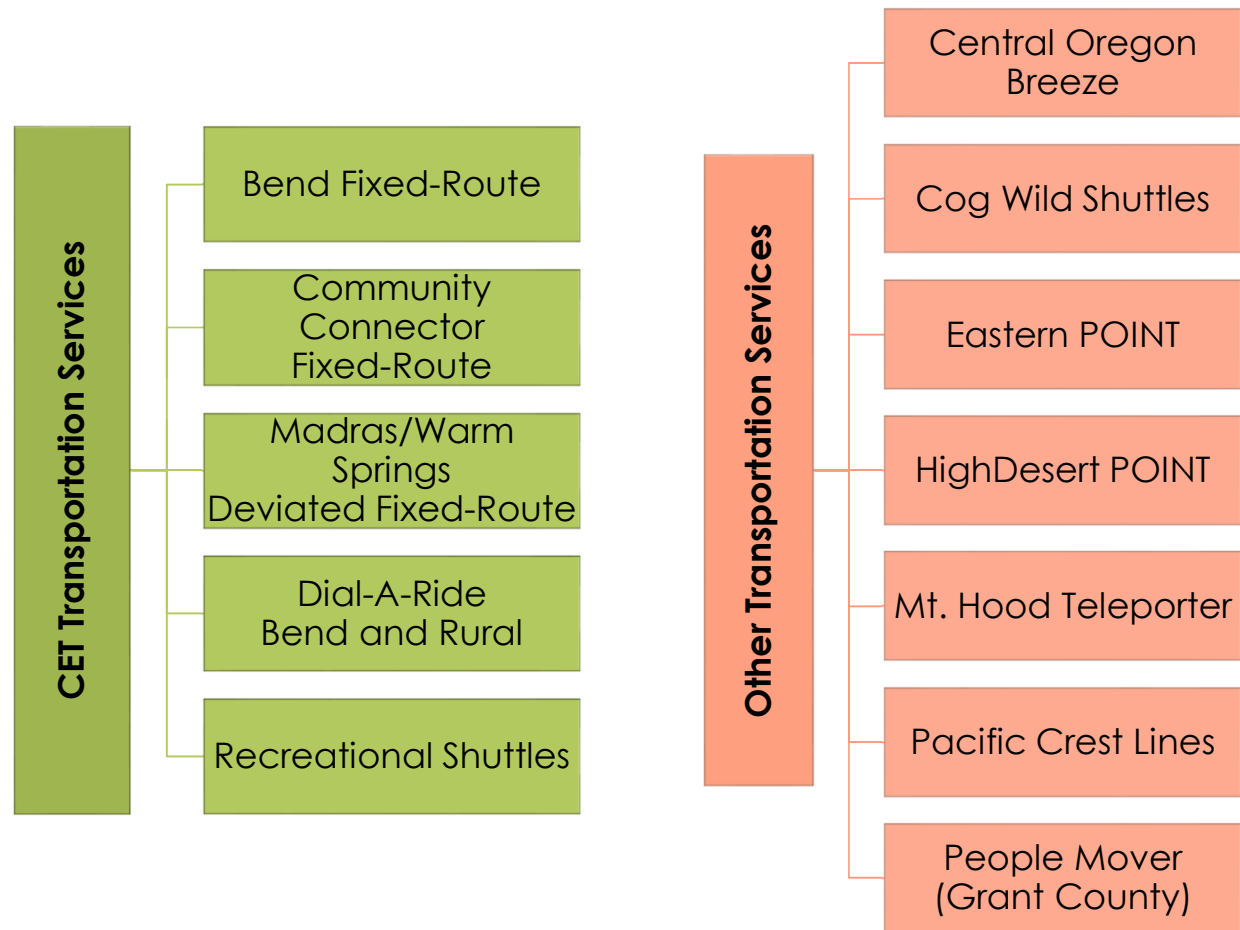 CET Transportation Services
Bend Fixed-Route
Community
Connector
Fixed-Route
Madras/Warm
Springs
Deviated Fixed-Route
Dial-A-Ride
Bend and Rural
Recreational Shuttles
Other Transportation Services
Central Oregon
Breeze
Cog Wild Shuttles
Eastern POINT
HighDesert POINT
Mt. Hood Teleporter
Pacific Crest Lines
People Mover
(Grant County)